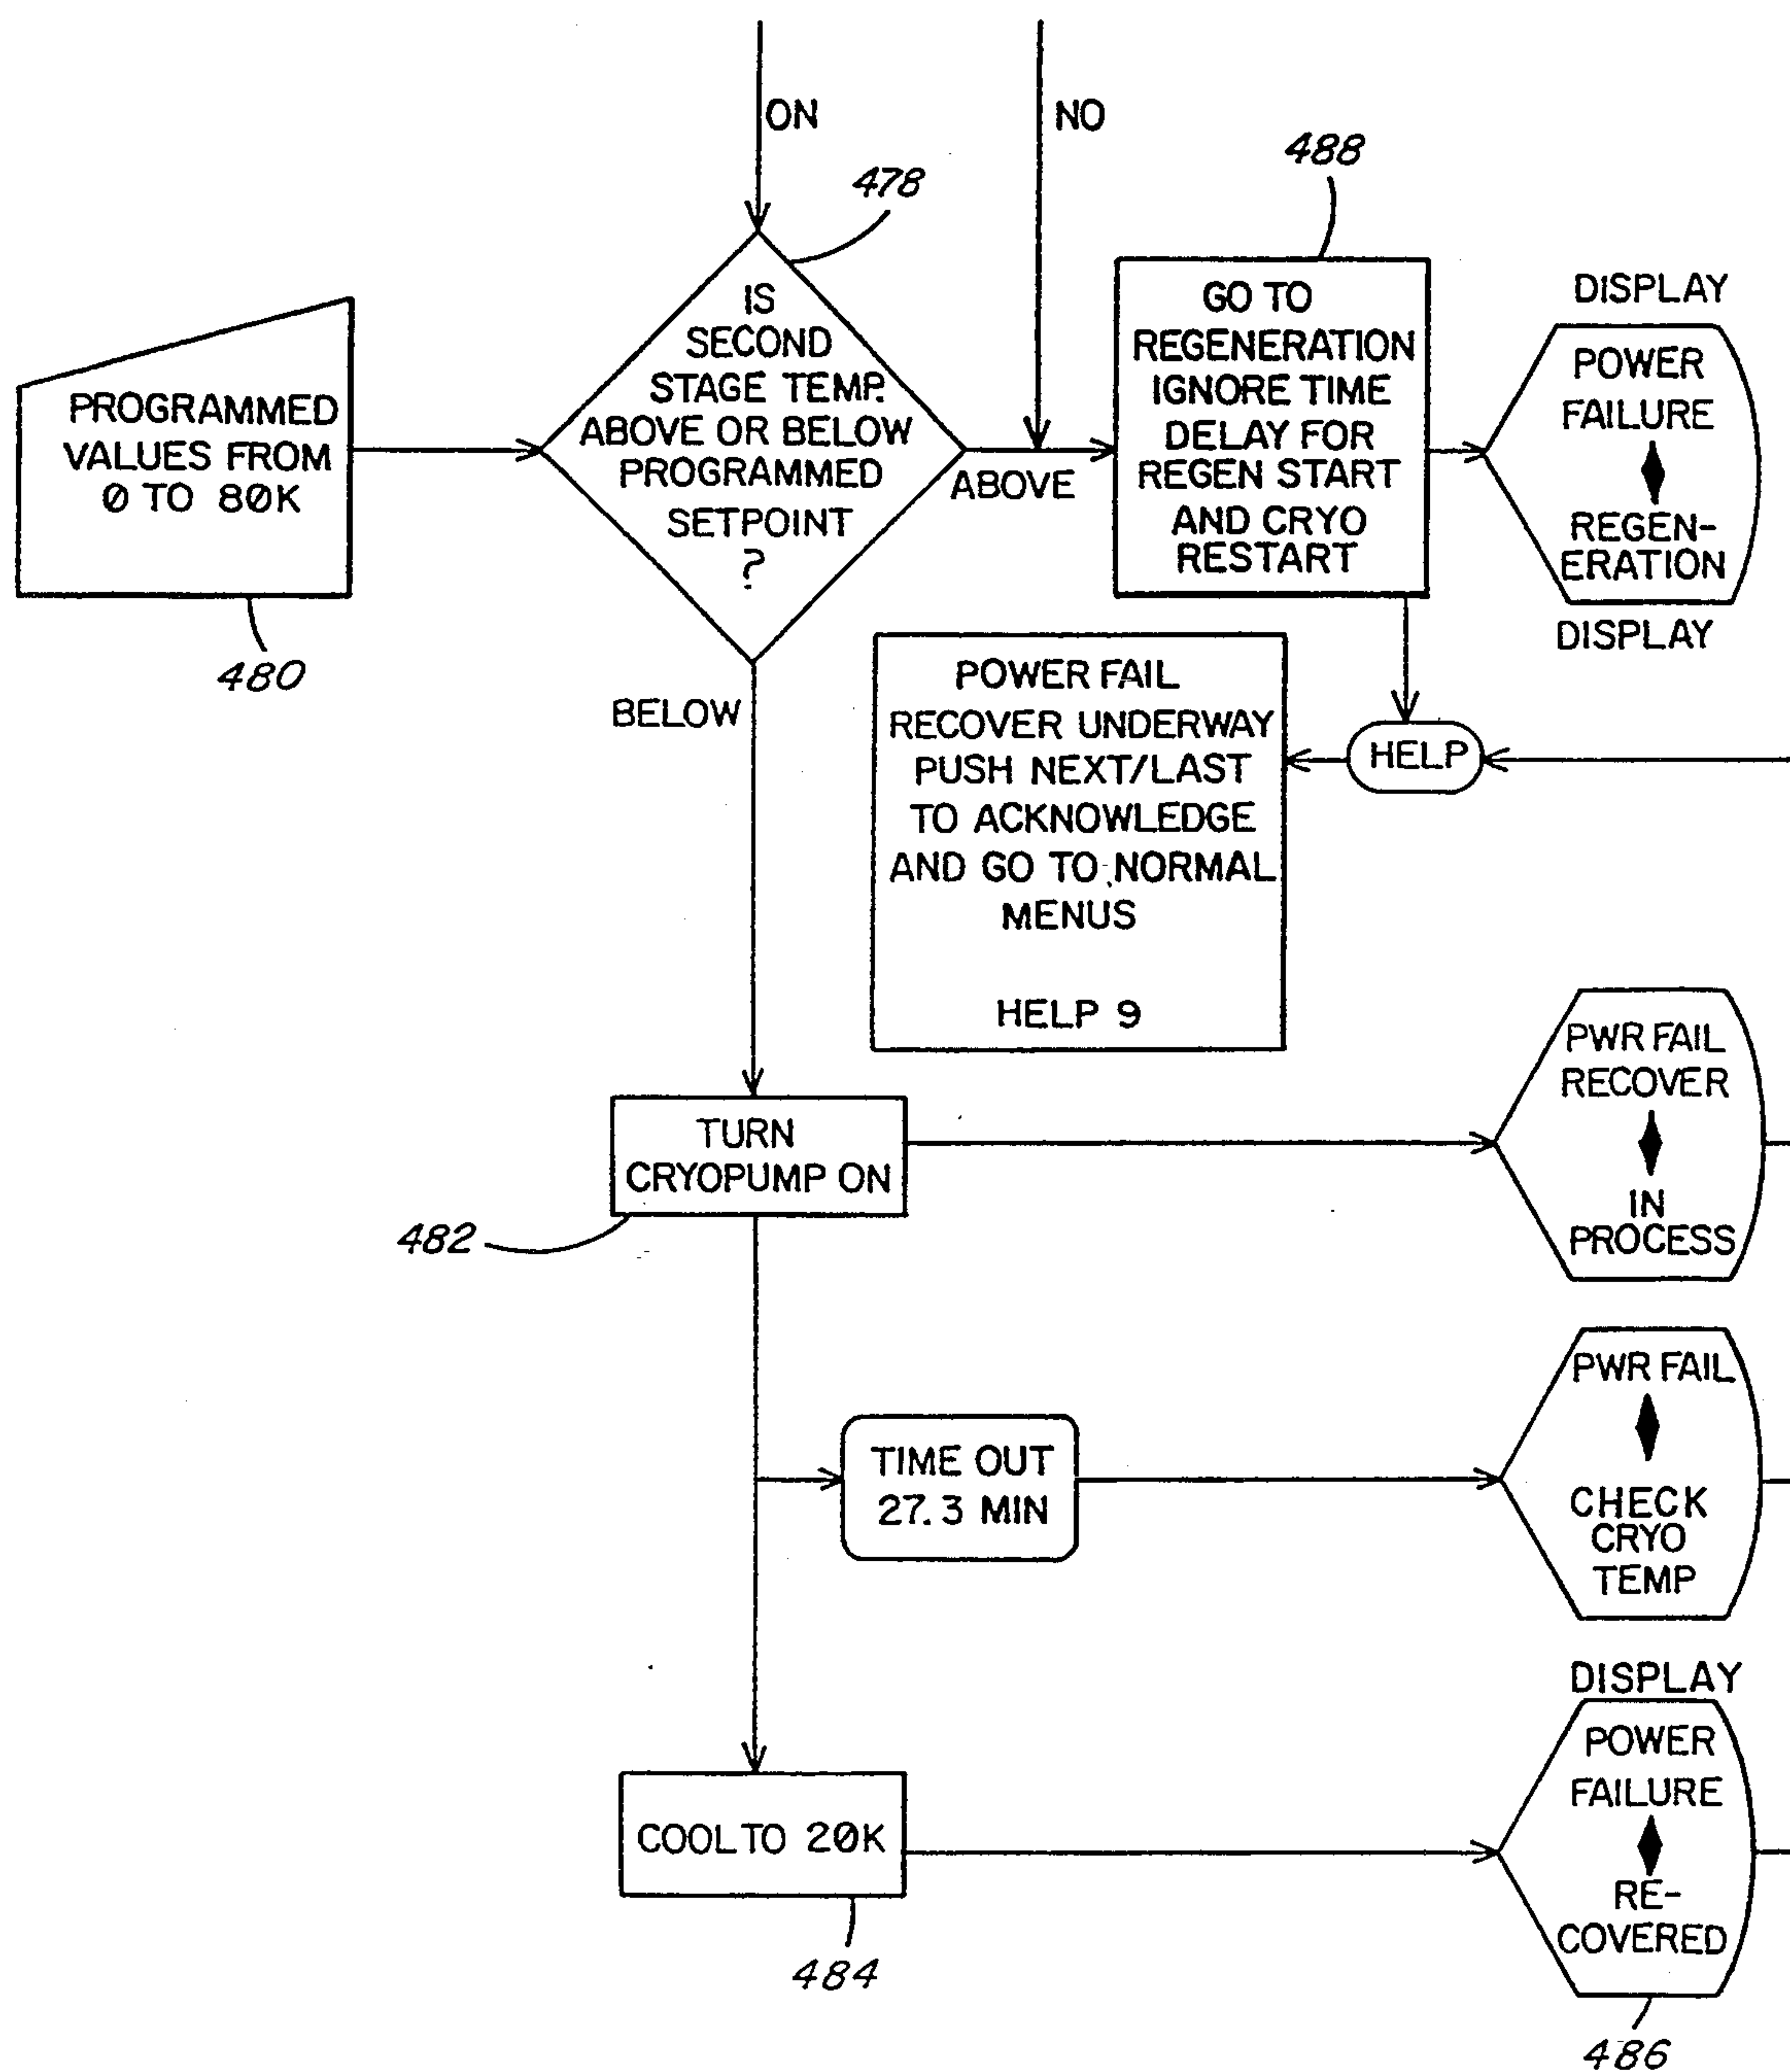 ON
NO
478
488
IS
SECOND
STAGE TEMP.
ABOVE OR BELOW
PROGRAMMED
SETPOINT
?
PROGRAMMED
VALUES FROM
0 TO 80K
480
ABOVE
GO TO
REGENERATION
IGNORE TIME
DELAY FOR
REGEN START
AND CRYO
RESTART
DISPLAY
POWER
FAILURE
REGEN-
ERATION
DISPLAY
BELOW
POWER FAIL
RECOVER UNDERWAY
PUSH NEXT/LAST
TO ACKNOWLEDGE
AND GO TO NORMAL
MENUS
HELP 9
HELP
TURN
CRYOPUMP ON
482
PWR FAIL
RECOVER
IN
PROCESS
TIME OUT
27.3 MIN
PWR FAIL
CHECK
CRYO
TEMP
COOL TO 20K
484
DISPLAY
POWER
FAILURE
RE-
COVERED
486